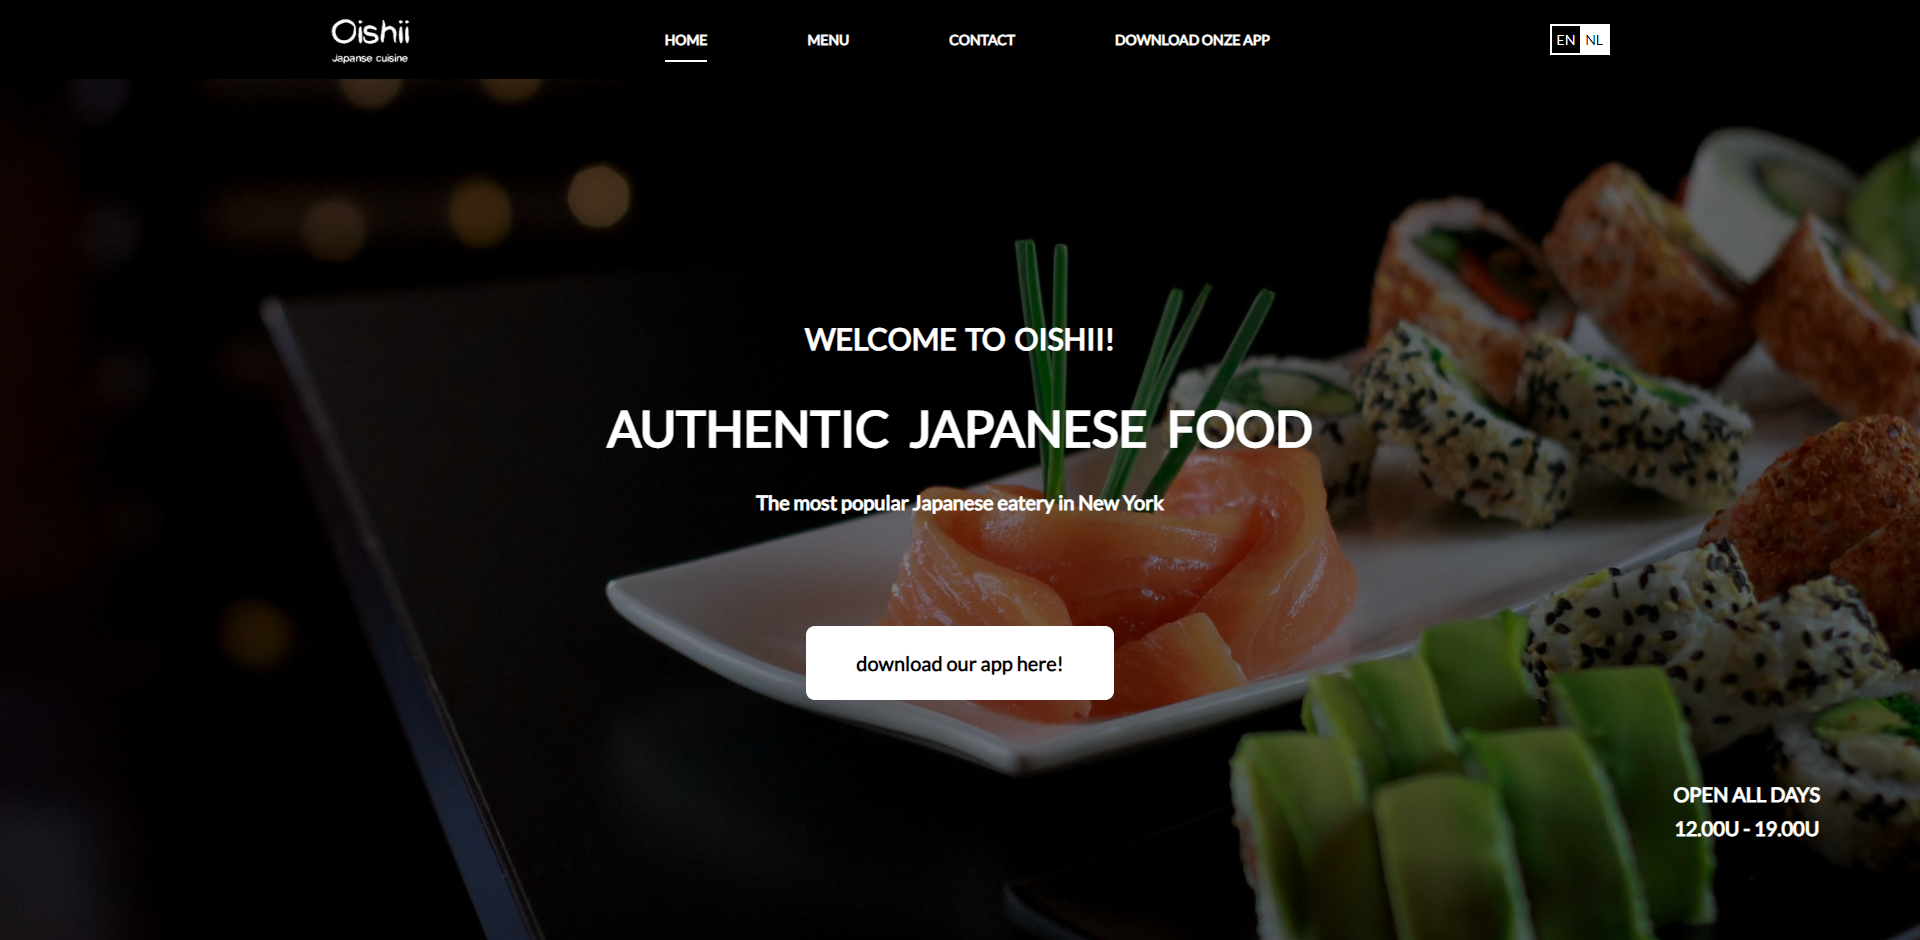 Oishii
Japanse cuisine
HOME
MENU
CONTACT
DOWNLOAD ONZE APP
EN NL
WELCOME TO OISHII!
AUTHENTIC JAPANESE FOOD
The most popular Japanese eatery in New York
download our app here!
OPEN ALL DAYS
12.00U - 19.00U